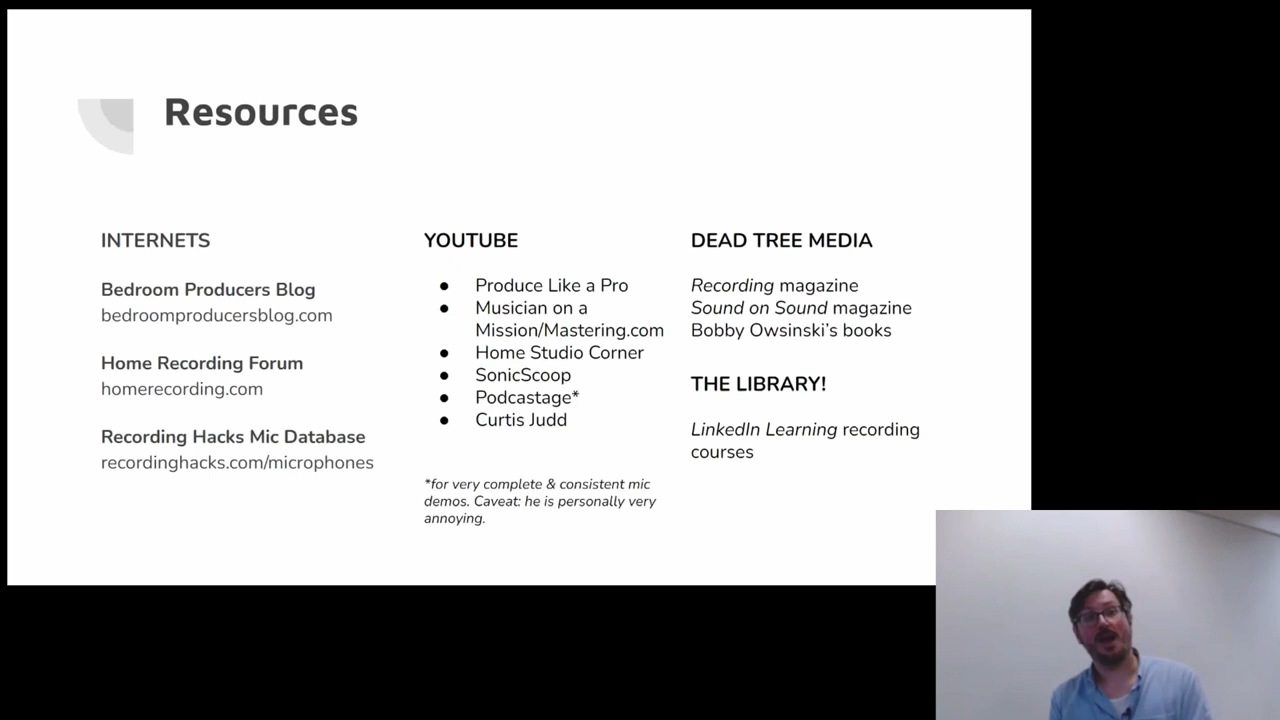 Resources
INTERNETS
Bedroom Producers Blog
bedroomproducersblog.com
Home Recording Forum
homerecording.com
Recording Hacks Mic Database
recordinghacks.com/microphones
YOUTUBE
● Produce Like a Pro
● Musician on a
Mission/Mastering.com
● Home Studio Corner
● SonicScoop
● Podcastage*
● Curtis Judd
*for very complete & consistent mic
demos. Caveat: he is personally very
annoying.
DEAD TREE MEDIA
Recording magazine
Sound on Sound magazine
Bobby Owsinski’s books
THE LIBRARY!
LinkedIn Learning recording
courses